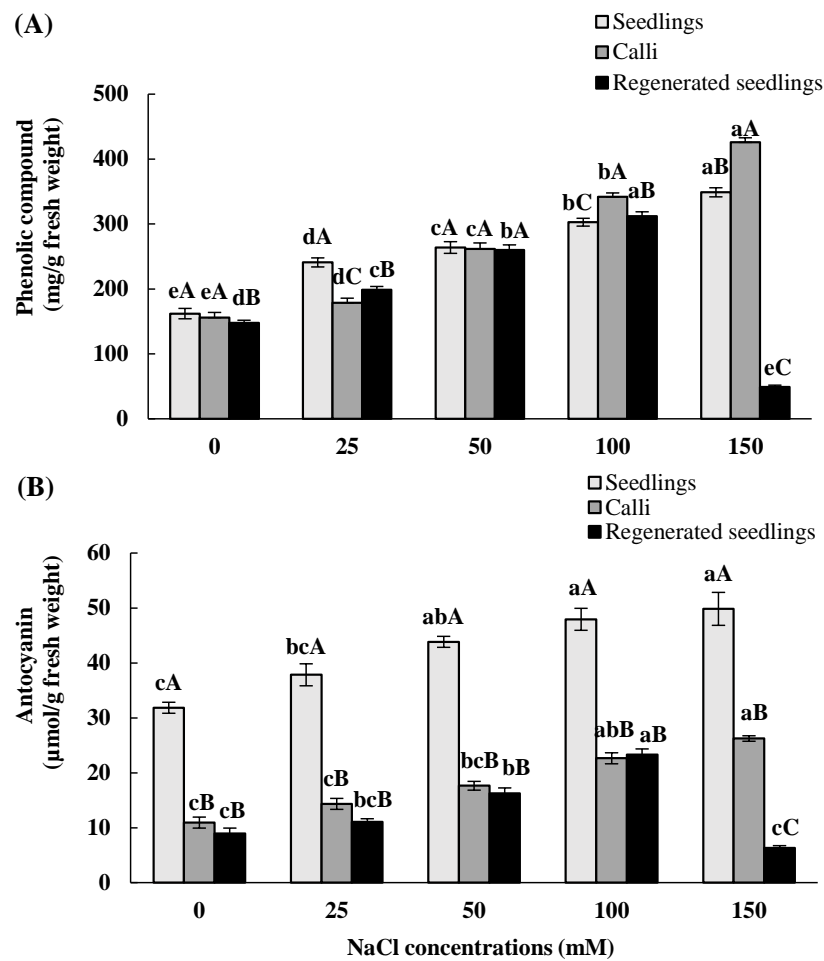 (A)
Seedlings
Calli
Regenerated seedlings
Phenolic compound
(mg/g fresh weight)
500
400
300
200
100
0
eA eA dB
dA dC cB
cA cA bA
bC bA aB
aB aA eC
0 25 50 100 150
(B)
Seedlings
Calli
Regenerated seedlings
Antocyanin
(µmol/g fresh weight)
60
50
40
30
20
10
0
cA cB cB
bcA cB bcB
abA bcB bB
aA abB aB
aA aB cC
0 25 50 100 150
NaCl concentrations (mM)